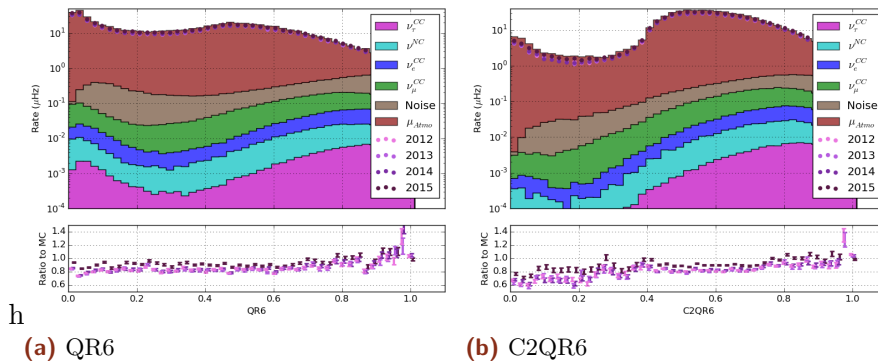 Rate (μHz)
10^1
10^0
10^-1
10^-2
10^-3
10^-4
ν_τ^CC
ν^NC
ν_e^CC
ν_μ^CC
Noise
μ_Atmo
2012
2013
2014
2015
Ratio to MC
1.4
1.2
1.0
0.8
0.6
0.0 0.2 0.4 0.6 0.8 1.0
QR6
Rate (μHz)
10^1
10^0
10^-1
10^-2
10^-3
10^-4
ν_τ^CC
ν^NC
ν_e^CC
ν_μ^CC
Noise
μ_Atmo
2012
2013
2014
2015
Ratio to MC
1.4
1.2
1.0
0.8
0.6
0.0 0.2 0.4 0.6 0.8 1.0
C2QR6
h
(a) QR6
(b) C2QR6